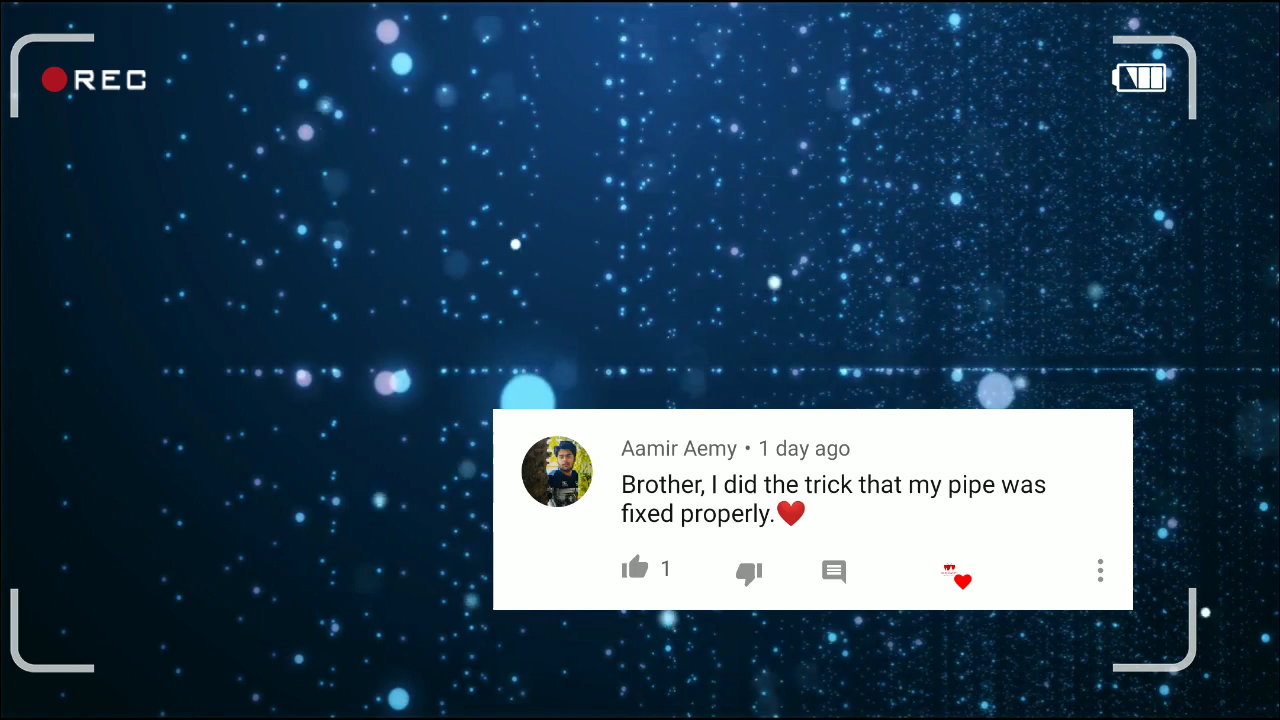 REC
Aamir Aemy • 1 day ago
Brother, I did the trick that my pipe was
fixed properly.❤️
1